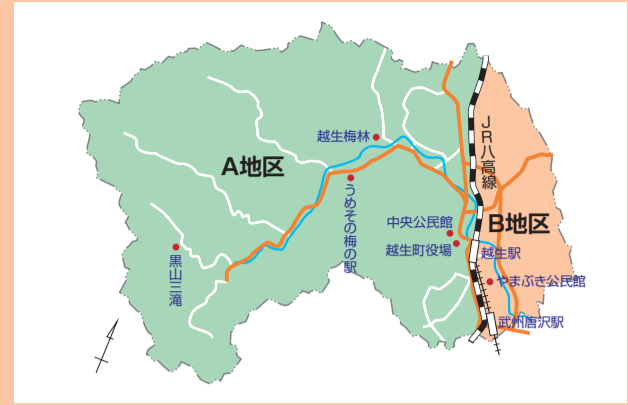 越生梅林
JR八高線
A地区
うめその梅の駅
中央公民館
B地区
越生町役場
越生駅
黒山三滝
やまぶき公民館
武州唐沢駅